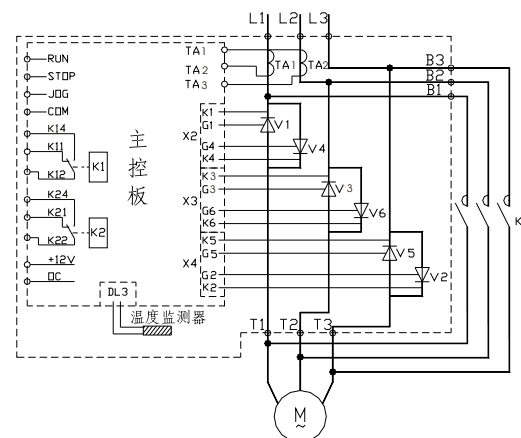 L1 L2 L3
TA1
TA2
TA3
TA1 TA2
B3
B2
B1
RUN
STOP
JOG
COM
K14
K11
K12
K1
K24
K21
K22
K2
+12V
OC
主控板
DL3
温度监测器
X2
K1
G1
G4
K4
V1
V4
X3
K3
G3
G6
K6
V3
V6
X4
K5
G5
G2
K2
V5
V2
K
T1 T2 T3
M
~